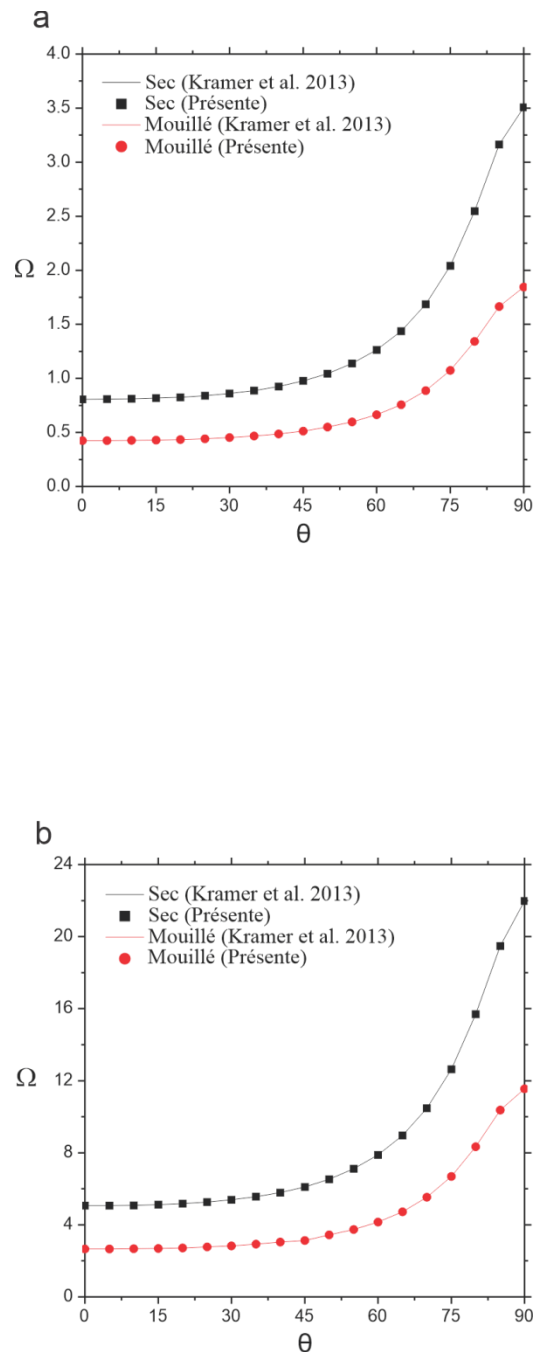 a
4.0
3.5
3.0
2.5
2.0
1.5
1.0
0.5
0.0
Ω
Sec (Kramer et al. 2013)
Sec (Présente)
Mouillé (Kramer et al. 2013)
Mouillé (Présente)
0 15 30 45 60 75 90
θ
b
24
20
16
12
8
4
0
Ω
Sec (Kramer et al. 2013)
Sec (Présente)
Mouillé (Kramer et al. 2013)
Mouillé (Présente)
0 15 30 45 60 75 90
θ